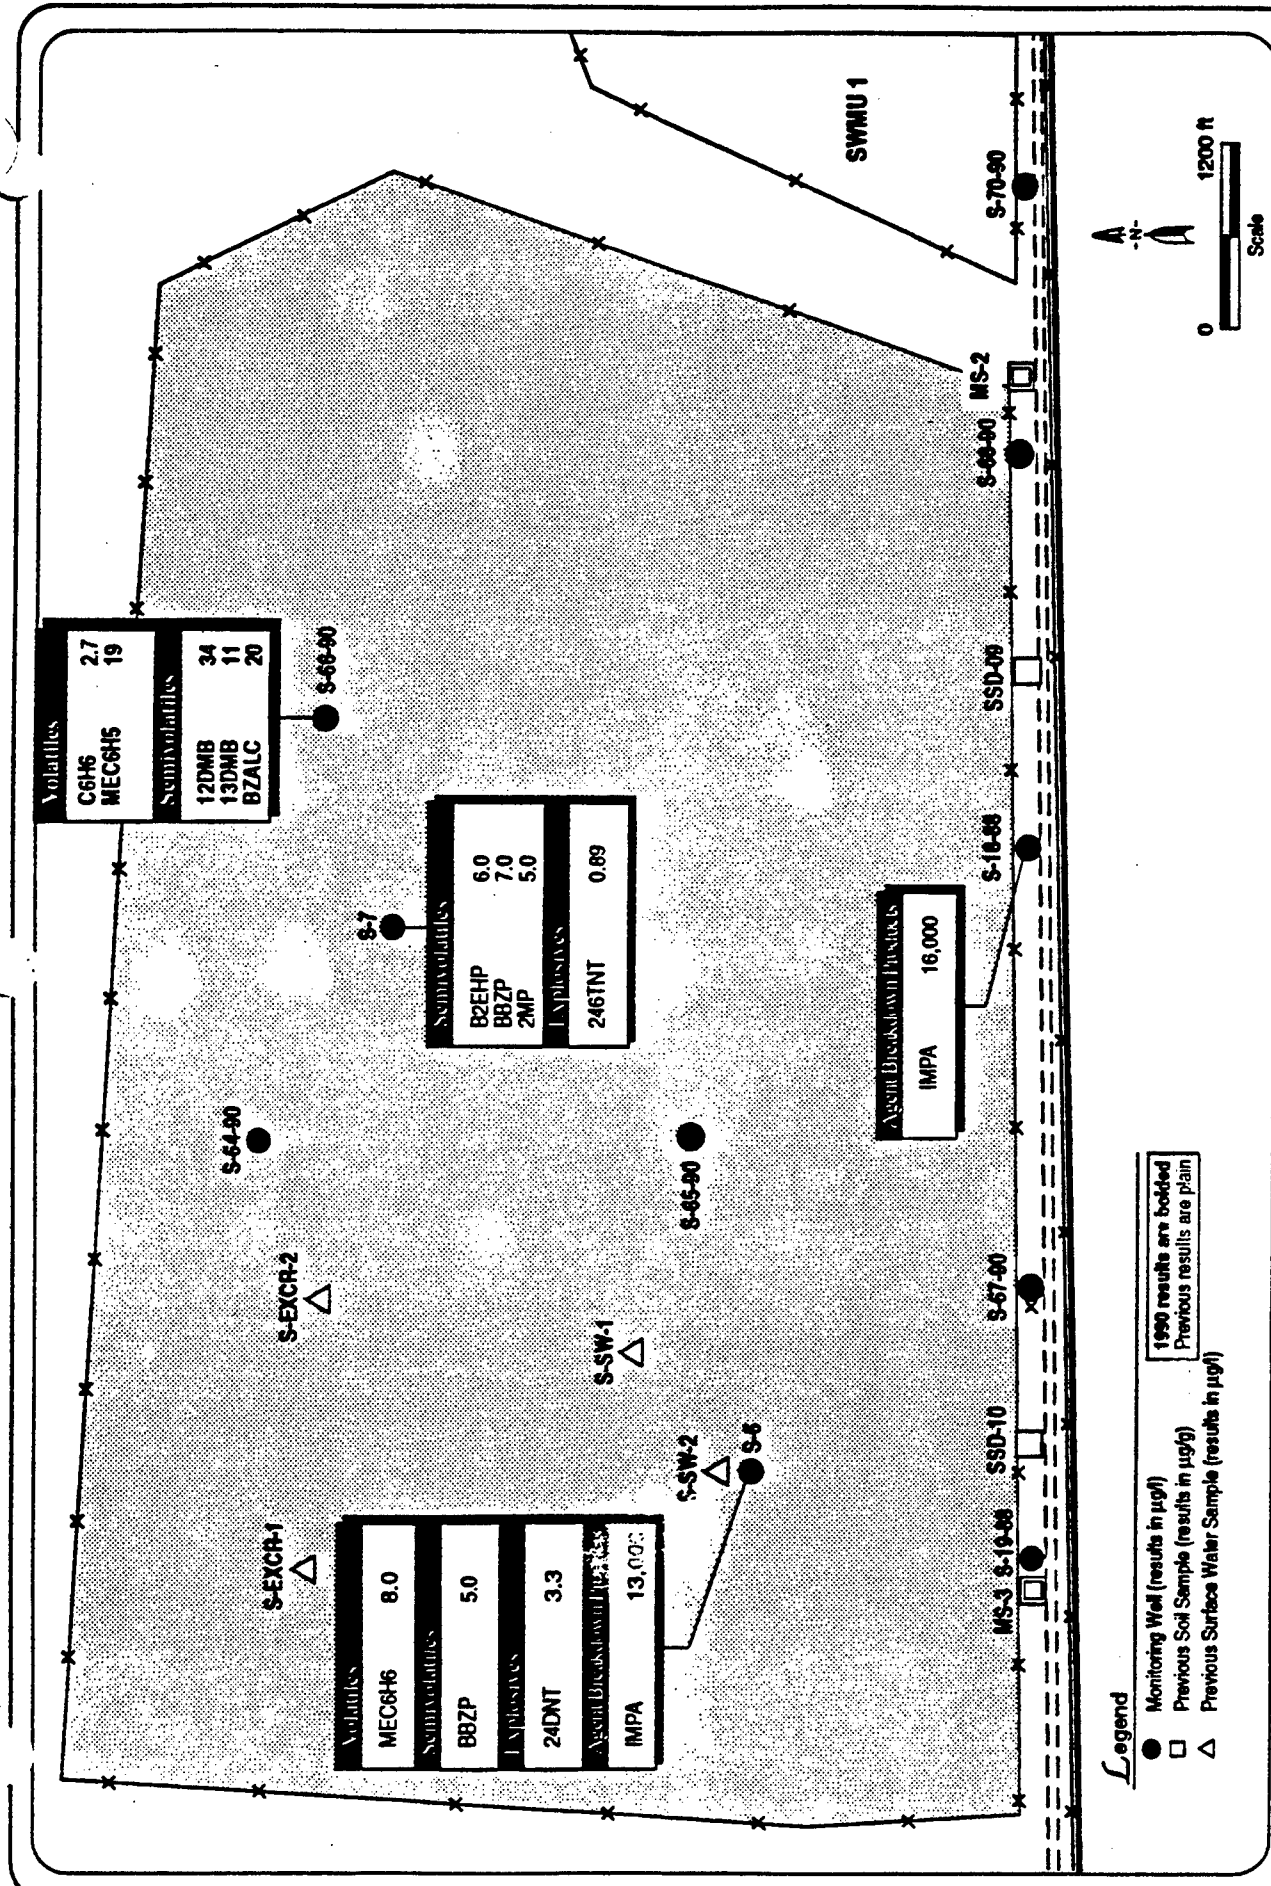 Volatiles
C6H6 2.7
MEC6H5 19
Semivolatiles
12DMB 34
13DMB 11
BZALC 20
S-66-90
S-7
Semivolatiles
B2EHP 6.0
BBZP 7.0
2MP 5.0
Explosives
246TNT 0.89
S-64-90
S-EXCR-2
S-EXCR-1
Volatiles
MEC6H6 8.0
Semivolatiles
BBZP 5.0
Explosives
24DNT 3.3
Agent Breakdown Products
IMPA
S-SW-1
S-SW-2
S-6
S-65-90
Agent Breakdown Products
IMPA 16,000
SWMU 1
MS-3
S-19-88
SSD-10
S-67-90
S-18-88
SSD-09
MS-2
S-70-90
Legend
Monitoring Well (results in µg/l)
Previous Soil Sample (results in µg/g)
Previous Surface Water Sample (results in µg/l)
1990 results are bolded
Previous results are plain
-N-
0 1200 ft
Scale